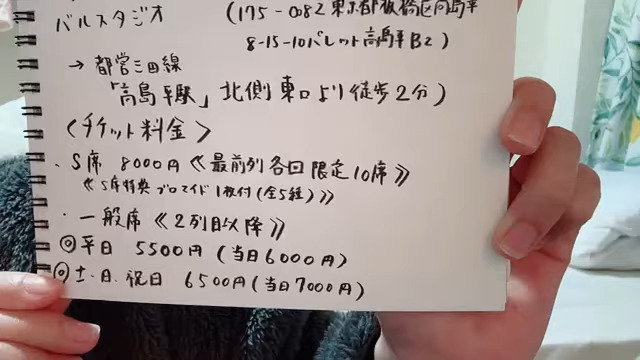 バルスタジオ (175-0082 東京都板橋区高島平
8-15-10パレット高島平B2)
→ 都営三田線
「高島平駅」北側東口より徒歩2分)
〈チケット料金〉
・S席 8000円《最前列各回限定10席》
《S席特典ブロマイド1枚付(全5種)》
・一般席《2列目以降》
◎平日 5500円(当日6000円)
◎土.日.祝日 6500円(当日7000円)